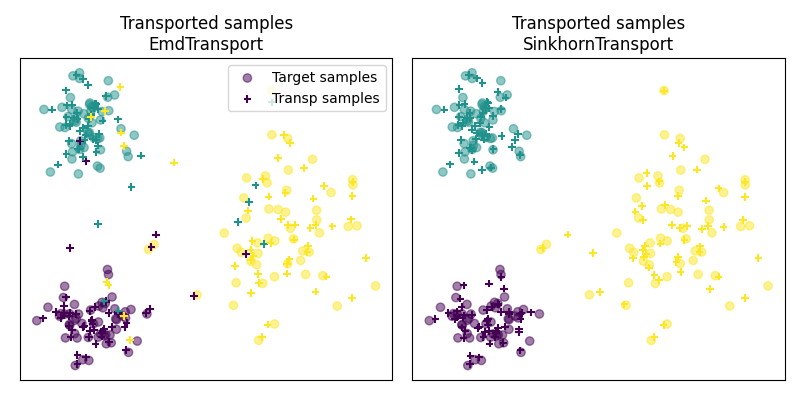 Transported samples
EmdTransport
Target samples
Transp samples
Transported samples
SinkhornTransport